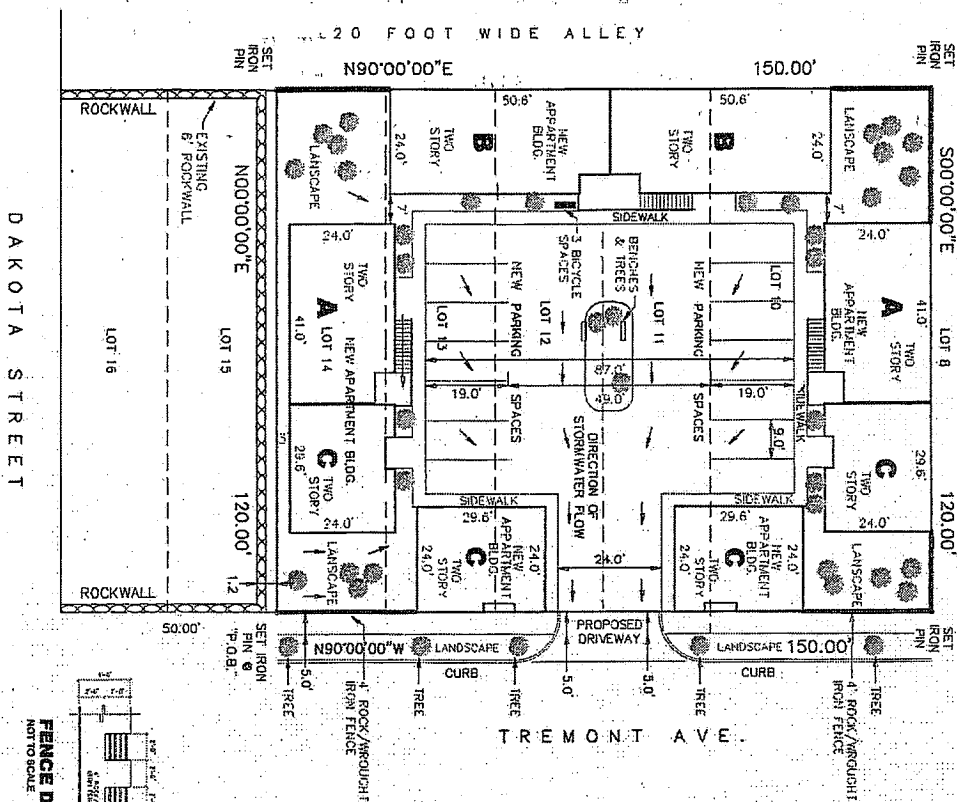 20 FOOT WIDE ALLEY
SET
IRON
PIN
N90°00'00"E
150.00'
SET
IRON
PIN
ROCKWALL
EXISTING
6' ROCKWALL
N00°00'00"E
S00°00'00"E
LANSCAPE
50.6'
24.0'
TWO
STORY
B
NEW
APPARTMENT
BLDG.
50.6'
TWO
STORY
B
24.0'
LANSCAPE
7'
SIDEWALK
7'
3 BICYCLE
SPACES
BENCHES
& TREES
24.0'
TWO
STORY
A
41.0'
LOT 14
NEW APARTMENT BLDG.
LOT 13
NEW PARKING
SPACES
LOT 12
LOT 11
NEW PARKING
SPACES
LOT 10
24.0'
A
TWO
STORY
NEW
APPARTMENT
BLDG.
41.0'
LOT 8
87.0'
49.0'
19.0'
19.0'
9.0'
SIDEWALK
DIRECTION OF
STORMWATER FLOW
DAKOTA STREET
LOT 16
LOT 15
C
TWO
STORY
29.6'
24.0'
C
TWO
STORY
29.6'
24.0'
120.00'
120.00'
SIDEWALK
SIDEWALK
29.6'
24.0'
NEW
APPARTMENT
BLDG.
C
TWO
STORY
24.0'
24.0'
29.6'
24.0'
NEW
APPARTMENT
BLDG.
C
TWO
STORY
24.0'
LANDSCAPE
LANDSCAPE
12
ROCKWALL
50.00'
SET IRON
PIN @
"P.O.B."
N90°00'00"W
LANDSCAPE
CURB
PROPOSED
DRIVEWAY
LANDSCAPE
150.00'
CURB
SET
IRON
PIN
TREE
5.0'
4' ROCK/WROUGHT
IRON FENCE
TREE
TREE
5.0'
5.0'
TREE
4' ROCK/WROUGHT
IRON FENCE
TREE
TREMONT AVE.
FENCE D
NOT TO SCALE